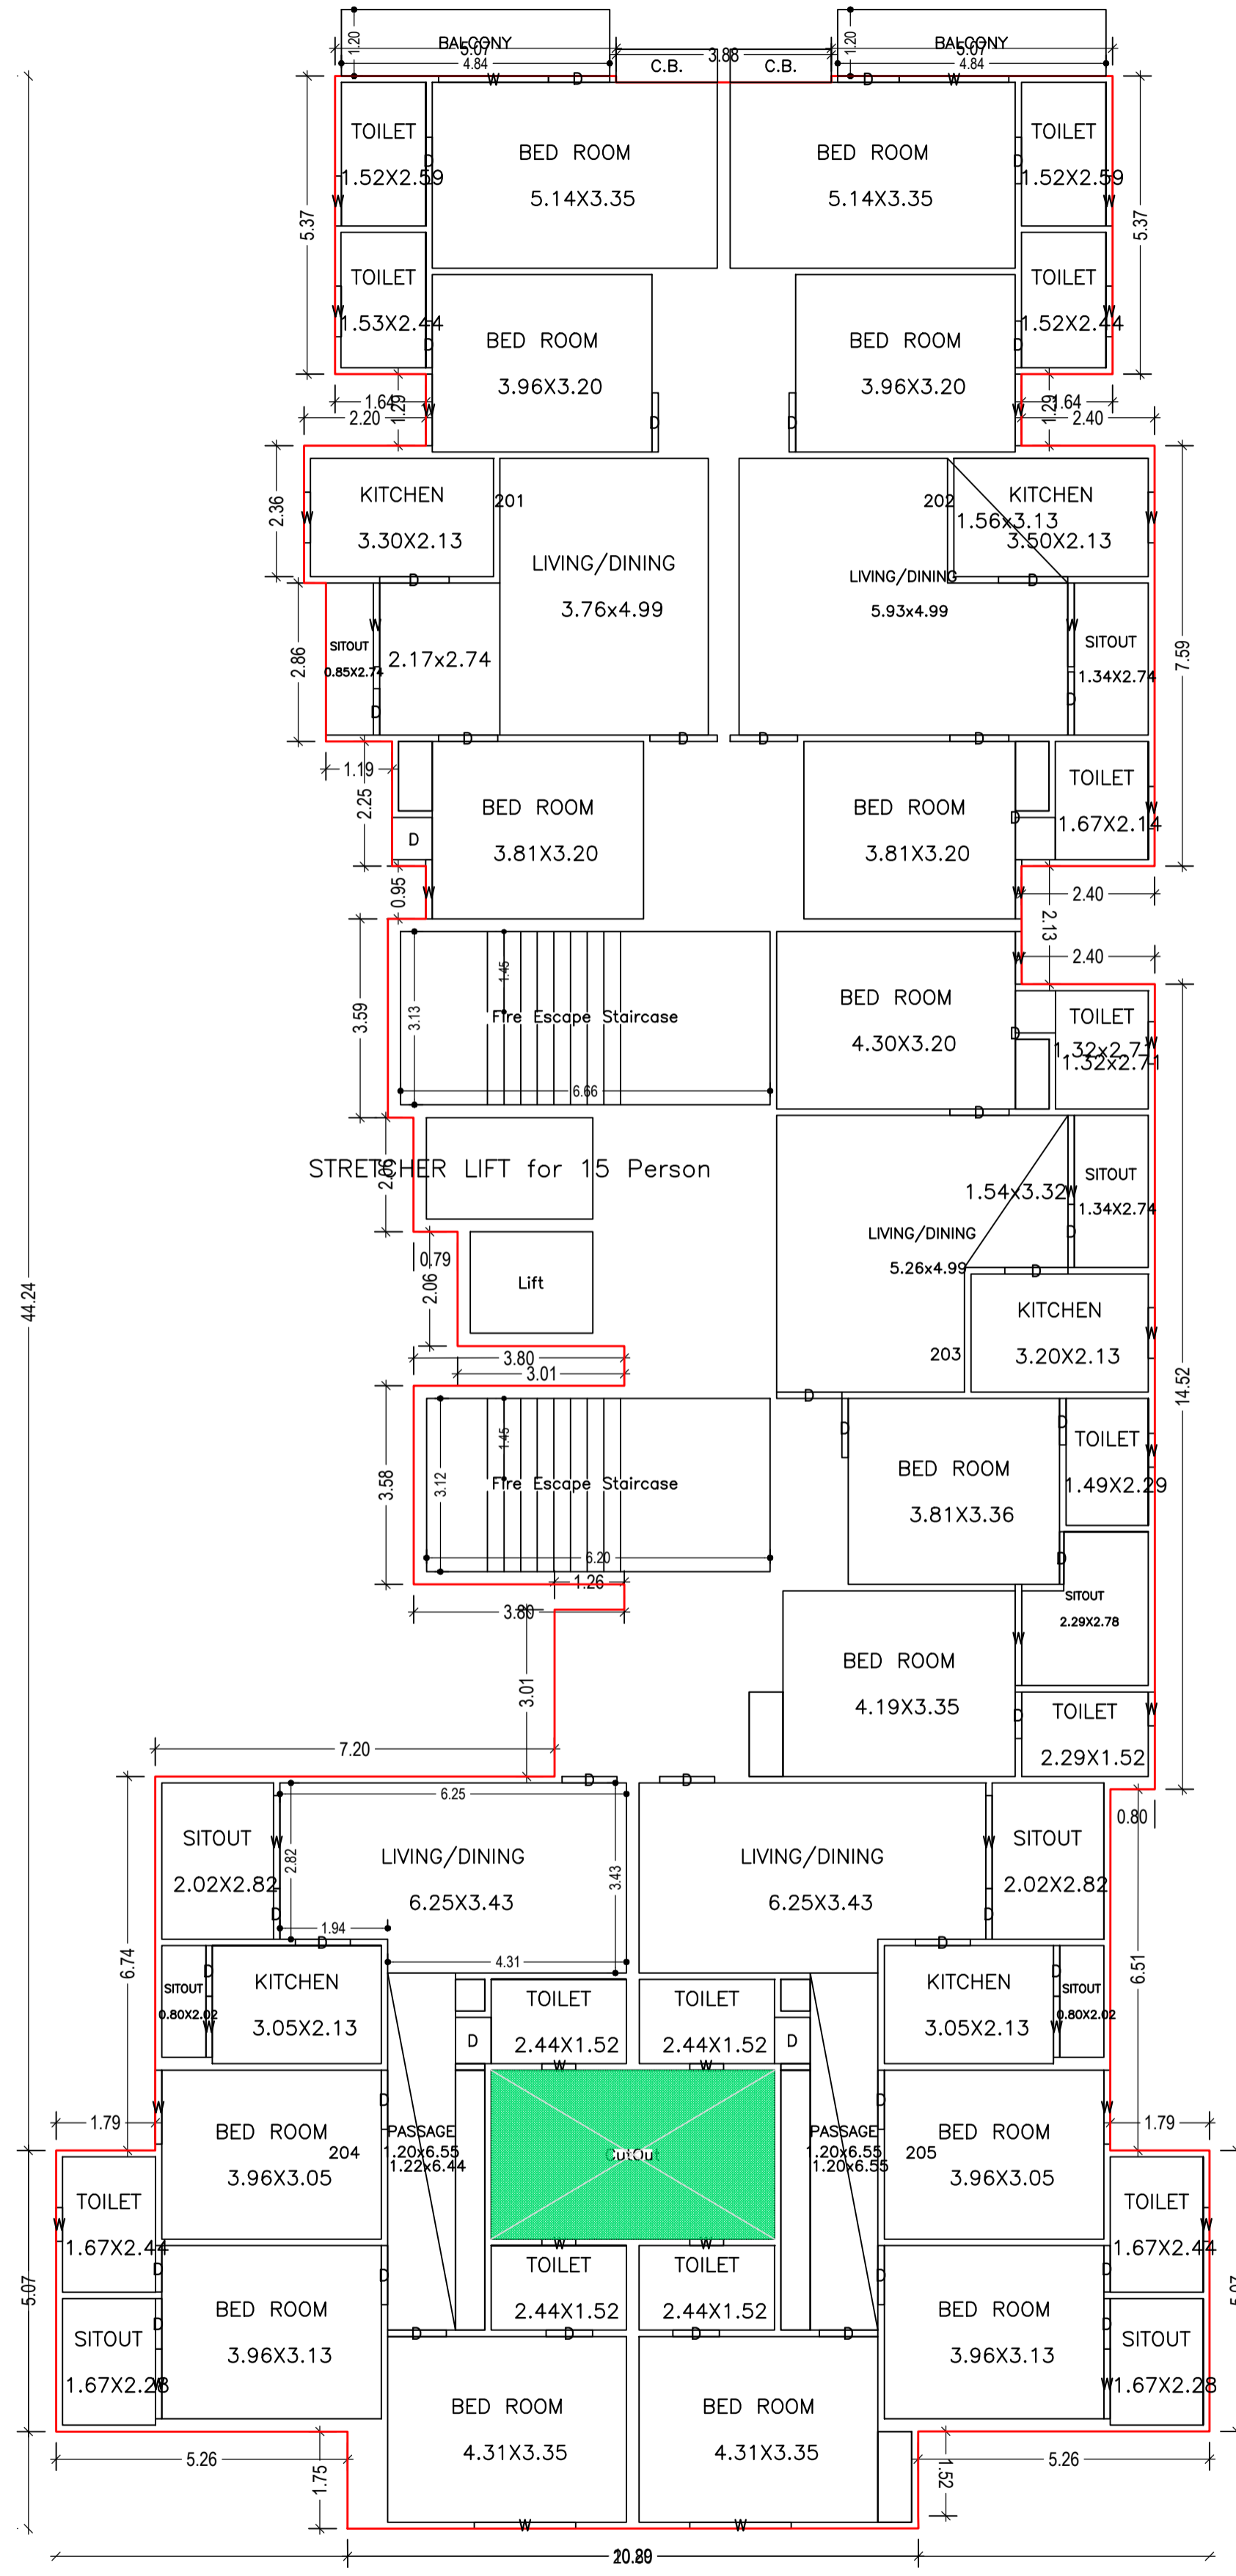 BALCONY
5.07
4.84
1.20
3.88
C.B.
C.B.
BALCONY
5.07
4.84
1.20
W
D
D
W
TOILET
1.52X2.59
BED ROOM
5.14X3.35
BED ROOM
5.14X3.35
TOILET
1.52X2.59
D
D
W
W
5.37
5.37
TOILET
1.53X2.44
BED ROOM
3.96X3.20
BED ROOM
3.96X3.20
TOILET
1.52X2.44
W
D
D
W
1.64
1.29
2.20
W
D
D
W
1.29
1.64
2.40
2.36
W
KITCHEN
3.30X2.13
201
D
LIVING/DINING
3.76x4.99
202
LIVING/DINING
5.93x4.99
KITCHEN
1.56x3.13
3.50X2.13
W
D
2.86
SITOUT
0.85X2.74
W
D
2.17x2.74
SITOUT
1.34X2.74
W
D
7.59
D
D
D
D
1.19
2.25
D
BED ROOM
3.81X3.20
BED ROOM
3.81X3.20
TOILET
1.67X2.14
D
W
0.95
W
W
2.40
2.13
2.40
3.59
3.13
1.45
Fire Escape Staircase
6.66
W
BED ROOM
4.30X3.20
D
TOILET
1.32x2.71
1.32x2.71
W
D
2.06
STRETCHER LIFT for 15 Person
1.54x3.32
W
D
SITOUT
1.34X2.74
LIVING/DINING
5.26x4.99
0.79
2.06
Lift
D
KITCHEN
3.20X2.13
W
203
44.24
3.80
3.01
14.52
D
3.58
3.12
1.45
Fire Escape Staircase
6.20
D
BED ROOM
3.81X3.36
D
TOILET
1.49X2.29
W
1.26
3.80
D
SITOUT
2.29X2.78
W
3.01
BED ROOM
4.19X3.35
D
TOILET
2.29X1.52
W
7.20
D
D
0.80
6.25
SITOUT
2.02X2.82
W
D
2.82
LIVING/DINING
6.25X3.43
3.43
1.94
4.31
LIVING/DINING
6.25X3.43
W
D
SITOUT
2.02X2.82
6.74
6.51
D
D
SITOUT
0.80X2.02
D
W
KITCHEN
3.05X2.13
TOILET
2.44X1.52
D
TOILET
2.44X1.52
D
KITCHEN
3.05X2.13
D
W
SITOUT
0.80X2.02
W
W
1.79
W
BED ROOM
3.96X3.05
204
D
PASSAGE
1.20x6.55
1.22x6.44
CutOut
PASSAGE
1.20x6.55
1.20x6.55
205
D
BED ROOM
3.96X3.05
W
1.79
TOILET
1.67X2.44
W
D
W
W
TOILET
2.44X1.52
TOILET
2.44X1.52
TOILET
1.67X2.44
W
D
5.07
5.07
SITOUT
1.67X2.28
D
W
BED ROOM
3.96X3.13
D
D
BED ROOM
3.96X3.13
D
W
SITOUT
1.67X2.28
D
D
D
D
BED ROOM
4.31X3.35
BED ROOM
4.31X3.35
5.26
1.75
5.26
1.52
W
W